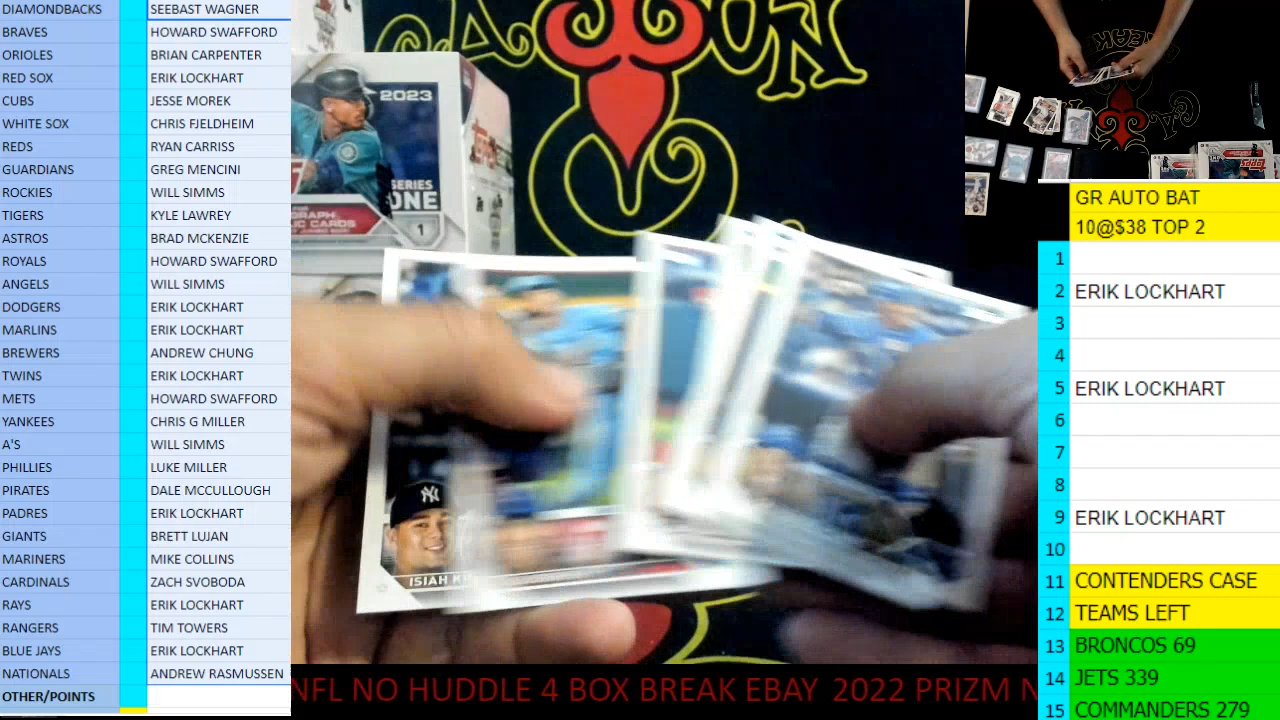 DIAMONDBACKS SEEBAST WAGNER
BRAVES HOWARD SWAFFORD
ORIOLES BRIAN CARPENTER
RED SOX ERIK LOCKHART
CUBS JESSE MOREK
WHITE SOX CHRIS FJELDHEIM
REDS RYAN CARRISS
GUARDIANS GREG MENCINI
ROCKIES WILL SIMMS
TIGERS KYLE LAWREY
ASTROS BRAD MCKENZIE
ROYALS HOWARD SWAFFORD
ANGELS WILL SIMMS
DODGERS ERIK LOCKHART
MARLINS ERIK LOCKHART
BREWERS ANDREW CHUNG
TWINS ERIK LOCKHART
METS HOWARD SWAFFORD
YANKEES CHRIS G MILLER
A'S WILL SIMMS
PHILLIES LUKE MILLER
PIRATES DALE MCCULLOUGH
PADRES ERIK LOCKHART
GIANTS BRETT LUJAN
MARINERS MIKE COLLINS
CARDINALS ZACH SVOBODA
RAYS ERIK LOCKHART
RANGERS TIM TOWERS
BLUE JAYS ERIK LOCKHART
NATIONALS ANDREW RASMUSSEN
OTHER/POINTS
2023
SERIES
ONE
1
ISIAH
NFL NO HUDDLE 4 BOX BREAK EBAY 2022 PRIZM N
GR AUTO BAT
10@$38 TOP 2
1
2 ERIK LOCKHART
3
4
5 ERIK LOCKHART
6
7
8
9 ERIK LOCKHART
10
11 CONTENDERS CASE
12 TEAMS LEFT
13 BRONCOS 69
14 JETS 339
15 COMMANDERS 279